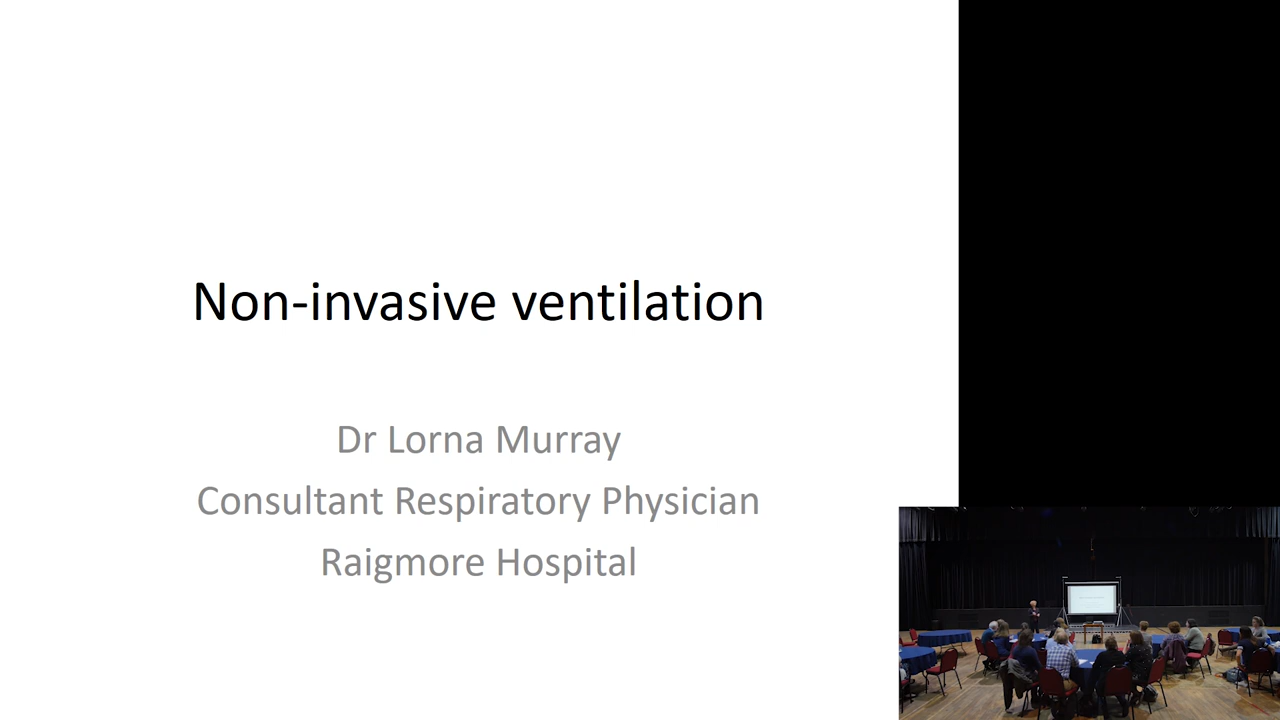 Non-invasive ventilation
Dr Lorna Murray
Consultant Respiratory Physician
Raigmore Hospital